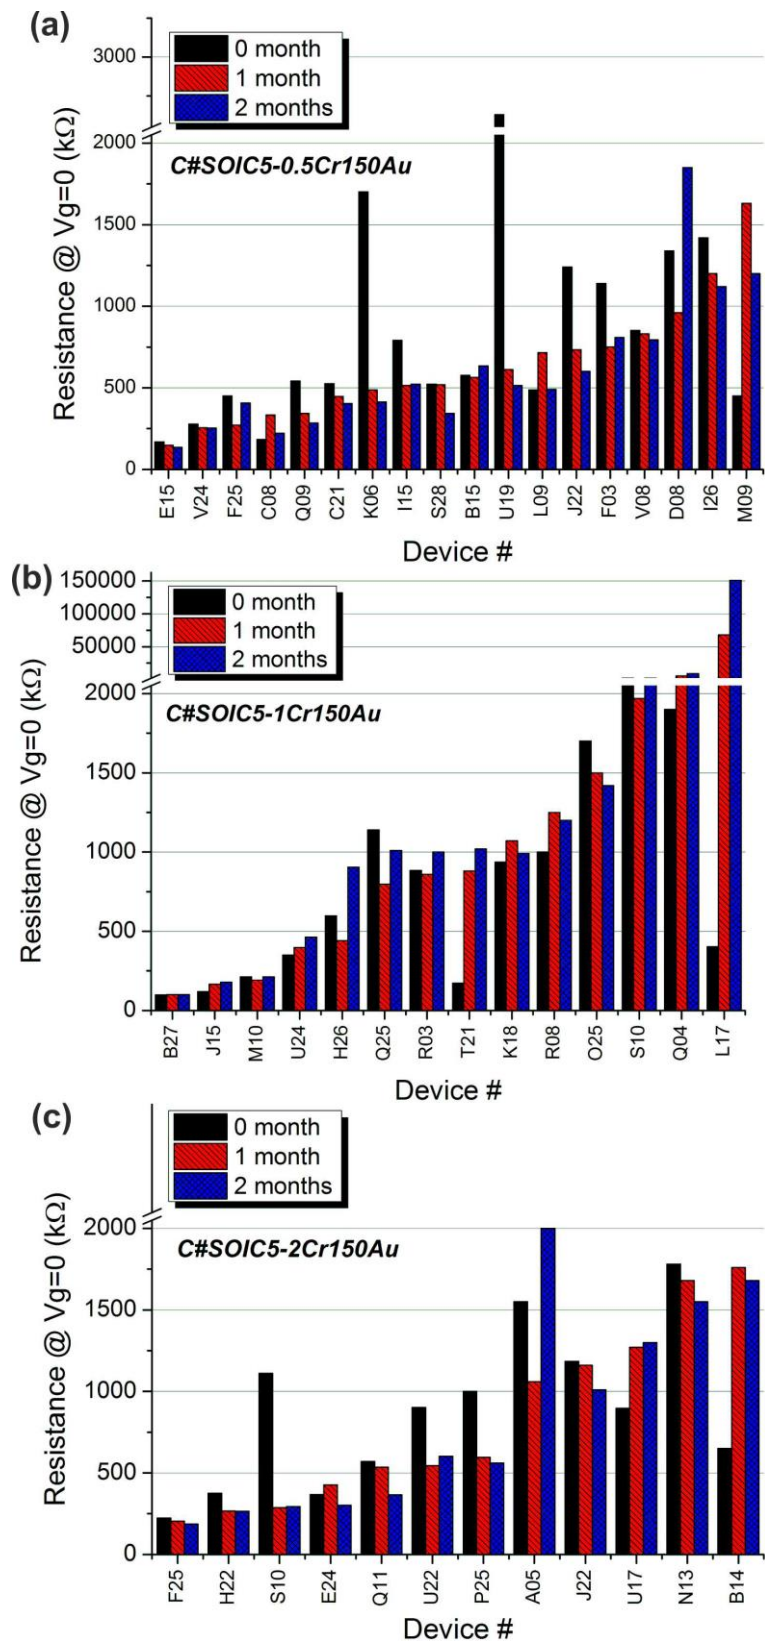 (a)
0 month
1 month
2 months
C#SOIC5-0.5Cr150Au
Resistance @ Vg=0 (kΩ)
3000
2000
1500
1000
500
0
E15 V24 F25 C08 Q09 C21 K06 I15 S28 B15 U19 L09 J22 F03 V08 D08 I26 M09
Device #
(b)
0 month
1 month
2 months
C#SOIC5-1Cr150Au
Resistance @ Vg=0 (kΩ)
150000
100000
50000
2000
1500
1000
500
0
B27 J15 M10 U24 H26 Q25 R03 T21 K18 R08 O25 S10 Q04 L17
Device #
(c)
0 month
1 month
2 months
C#SOIC5-2Cr150Au
Resistance @ Vg=0 (kΩ)
2000
1500
1000
500
0
F25 H22 S10 E24 Q11 U22 P25 A05 J22 U17 N13 B14
Device #